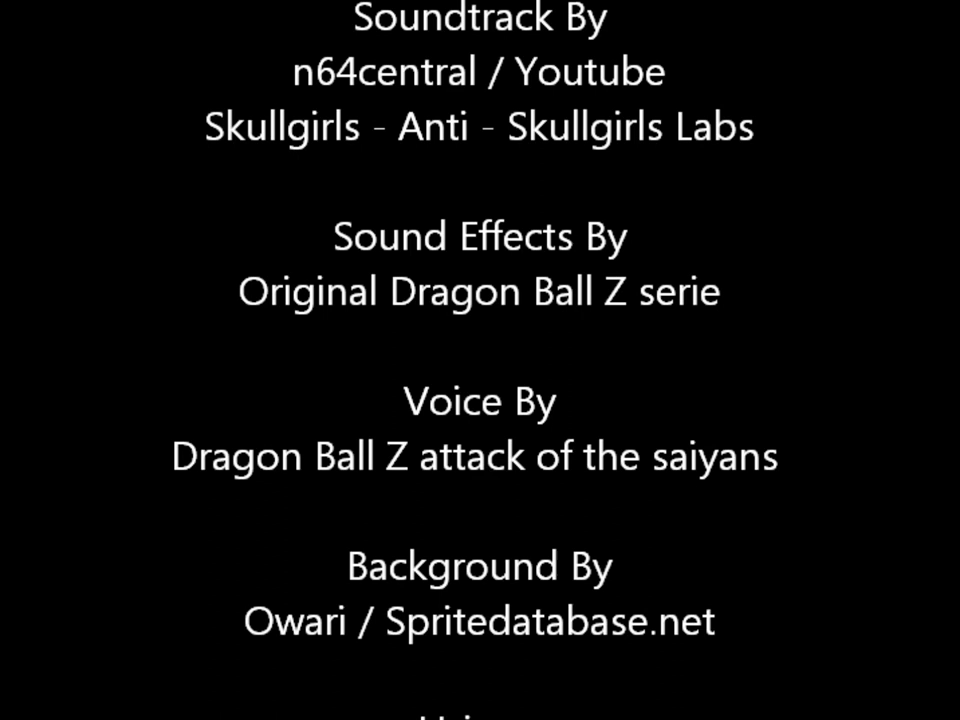 Soundtrack By
n64central / Youtube
Skullgirls - Anti - Skullgirls Labs
Sound Effects By
Original Dragon Ball Z serie
Voice By
Dragon Ball Z attack of the saiyans
Background By
Owari / Spritedatabase.net